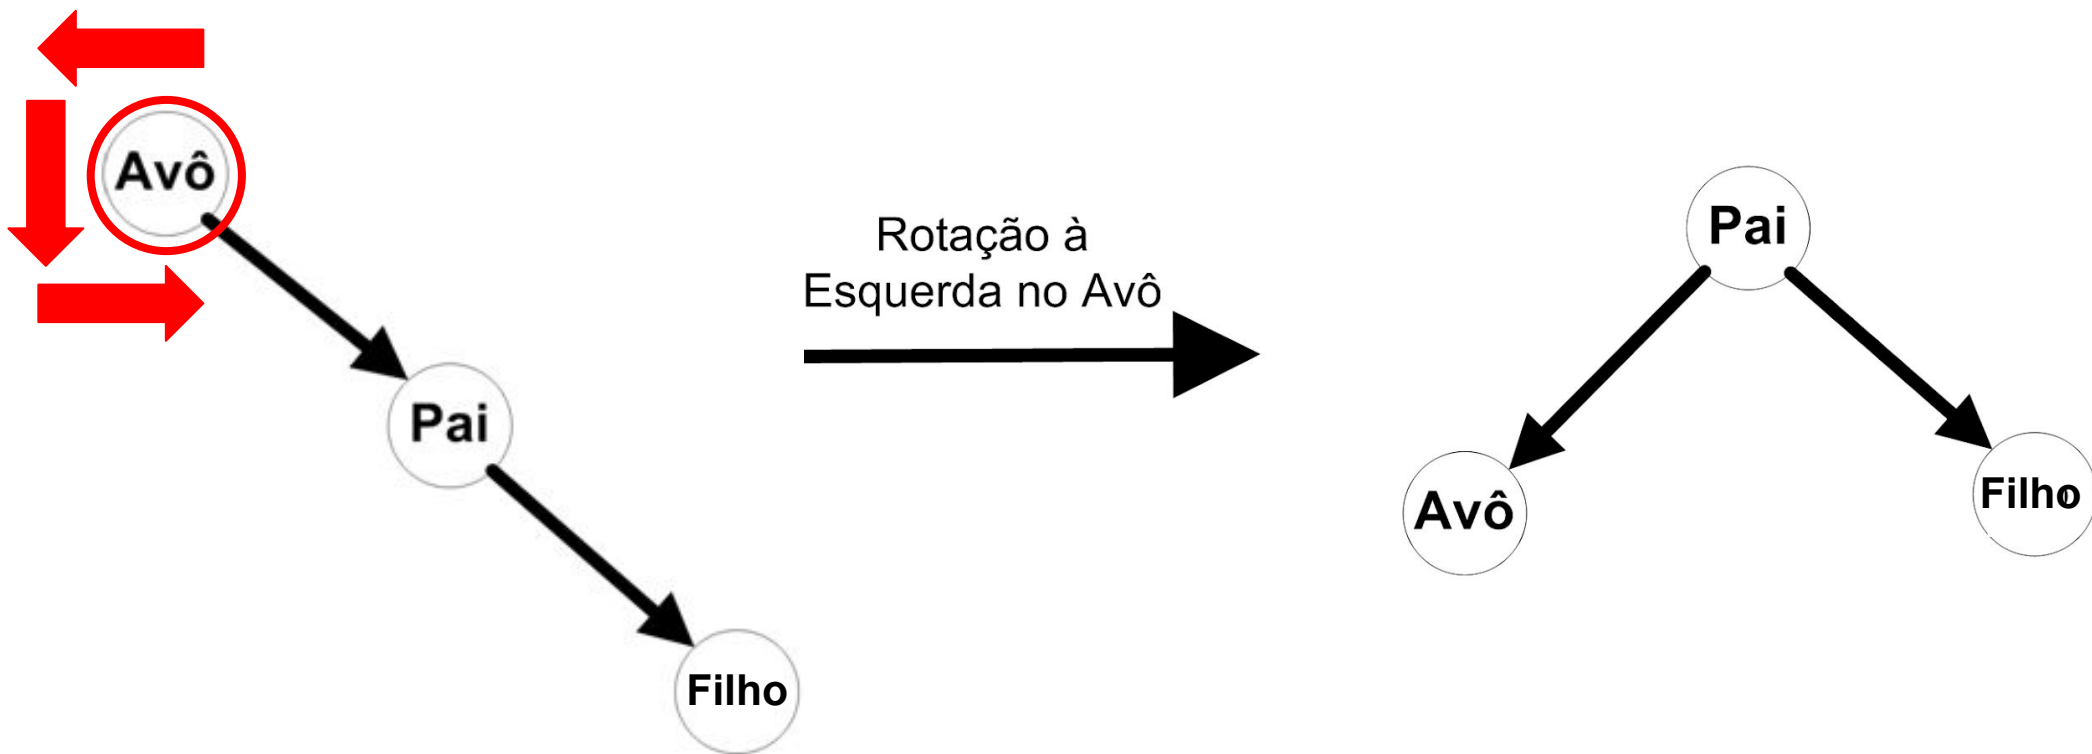 Avô
Pai
Filho
Rotação à
Esquerda no Avô
Pai
Avô
Filho